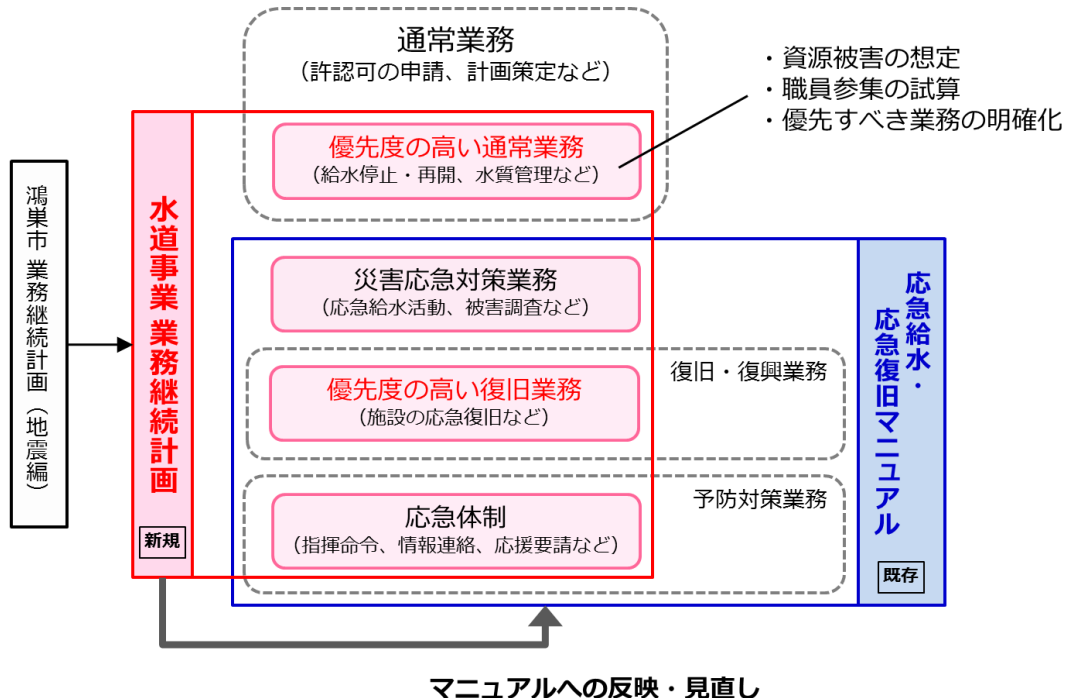 通常業務
（許認可の申請、計画策定など）
・資源被害の想定
・職員参集の試算
・優先すべき業務の明確化
優先度の高い通常業務
（給水停止・再開、水質管理など）
鴻巣市 業務継続計画（地震編）
水道事業 業務継続計画
新規
災害応急対策業務
（応急給水活動、被害調査など）
復旧・復興業務
優先度の高い復旧業務
（施設の応急復旧など）
予防対策業務
応急体制
（指揮命令、情報連絡、応援要請など）
応急給水・
応急復旧マニュアル
既存
マニュアルへの反映・見直し